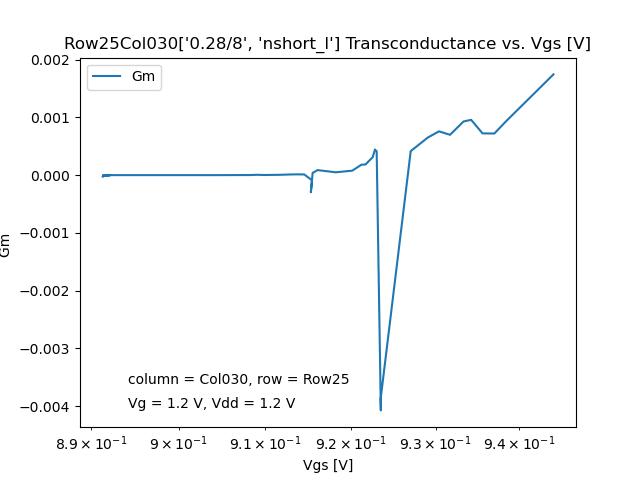 Row25Col030['0.28/8', 'nshort_l'] Transconductance vs. Vgs [V]
Gm
0.002
0.001
0.000
−0.001
−0.002
−0.003
−0.004
Gm
column = Col030, row = Row25
Vg = 1.2 V, Vdd = 1.2 V
8.9 × 10⁻¹ 9 × 10⁻¹ 9.1 × 10⁻¹ 9.2 × 10⁻¹ 9.3 × 10⁻¹ 9.4 × 10⁻¹
Vgs [V]